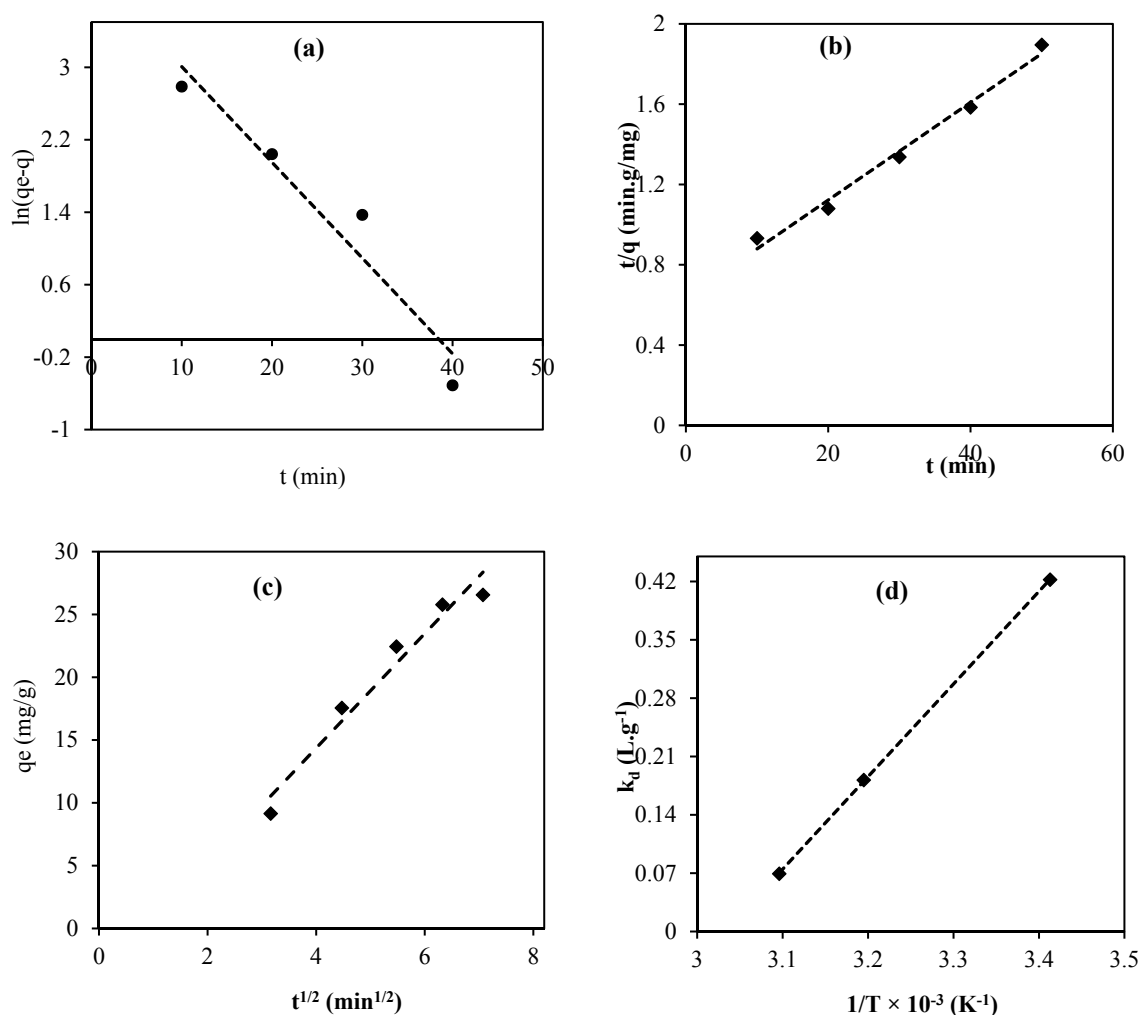 (a)
3
2.2
1.4
0.6
-0.2
-1
0 10 20 30 40 50
ln(qe-q)
t (min)
(b)
2
1.6
1.2
0.8
0.4
0
0 20 40 60
t/q (min.g/mg)
t (min)
(c)
30
25
20
15
10
5
0
0 2 4 6 8
qe (mg/g)
t^{1/2} (min^{1/2})
(d)
0.42
0.35
0.28
0.21
0.14
0.07
0
3 3.1 3.2 3.3 3.4 3.5
k_d (L.g^{-1})
1/T × 10^{-3} (K^{-1})